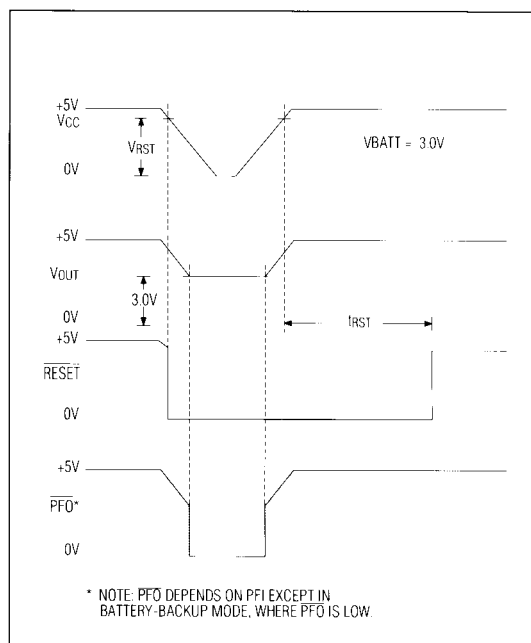 +5V
VCC
VRST
VBATT = 3.0V
0V
+5V
VOUT
3.0V
0V
tRST
+5V
RESET
0V
+5V
PFO*
0V
* NOTE: PFO DEPENDS ON PFI EXCEPT IN
BATTERY-BACKUP MODE, WHERE PFO IS LOW.